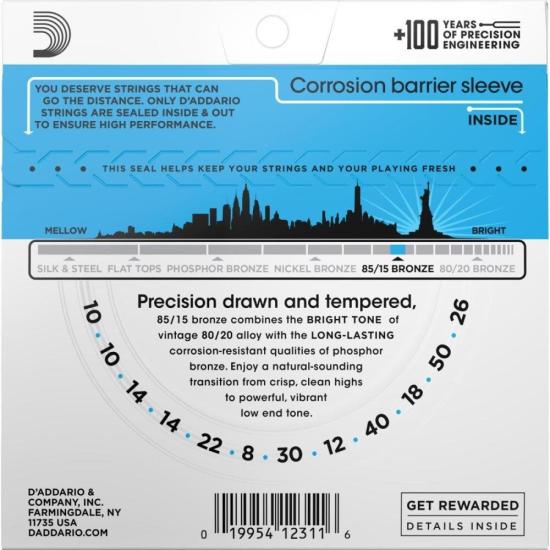 +100 YEARS
OF PRECISION
ENGINEERING
YOU DESERVE STRINGS THAT CAN
GO THE DISTANCE. ONLY D'ADDARIO
STRINGS ARE SEALED INSIDE & OUT
TO ENSURE HIGH PERFORMANCE.
Corrosion barrier sleeve
INSIDE
THIS SEAL HELPS KEEP YOUR STRINGS AND YOUR PLAYING FRESH
MELLOW
BRIGHT
SILK & STEEL FLAT TOPS PHOSPHOR BRONZE NICKEL BRONZE 85/15 BRONZE 80/20 BRONZE
Precision drawn and tempered,
85/15 bronze combines the BRIGHT TONE of
vintage 80/20 alloy with the LONG-LASTING
corrosion-resistant qualities of phosphor
bronze. Enjoy a natural-sounding
transition from crisp, clean highs
to powerful, vibrant
low end tone.
10 • 10 • 14 • 14 • 22 • 8 • 30 • 12 • 40 • 18 • 50 • 26
D'ADDARIO &
COMPANY, INC.
FARMINGDALE, NY
11735 USA
DADDARIO.COM
0 19954 12311 6
GET REWARDED
DETAILS INSIDE